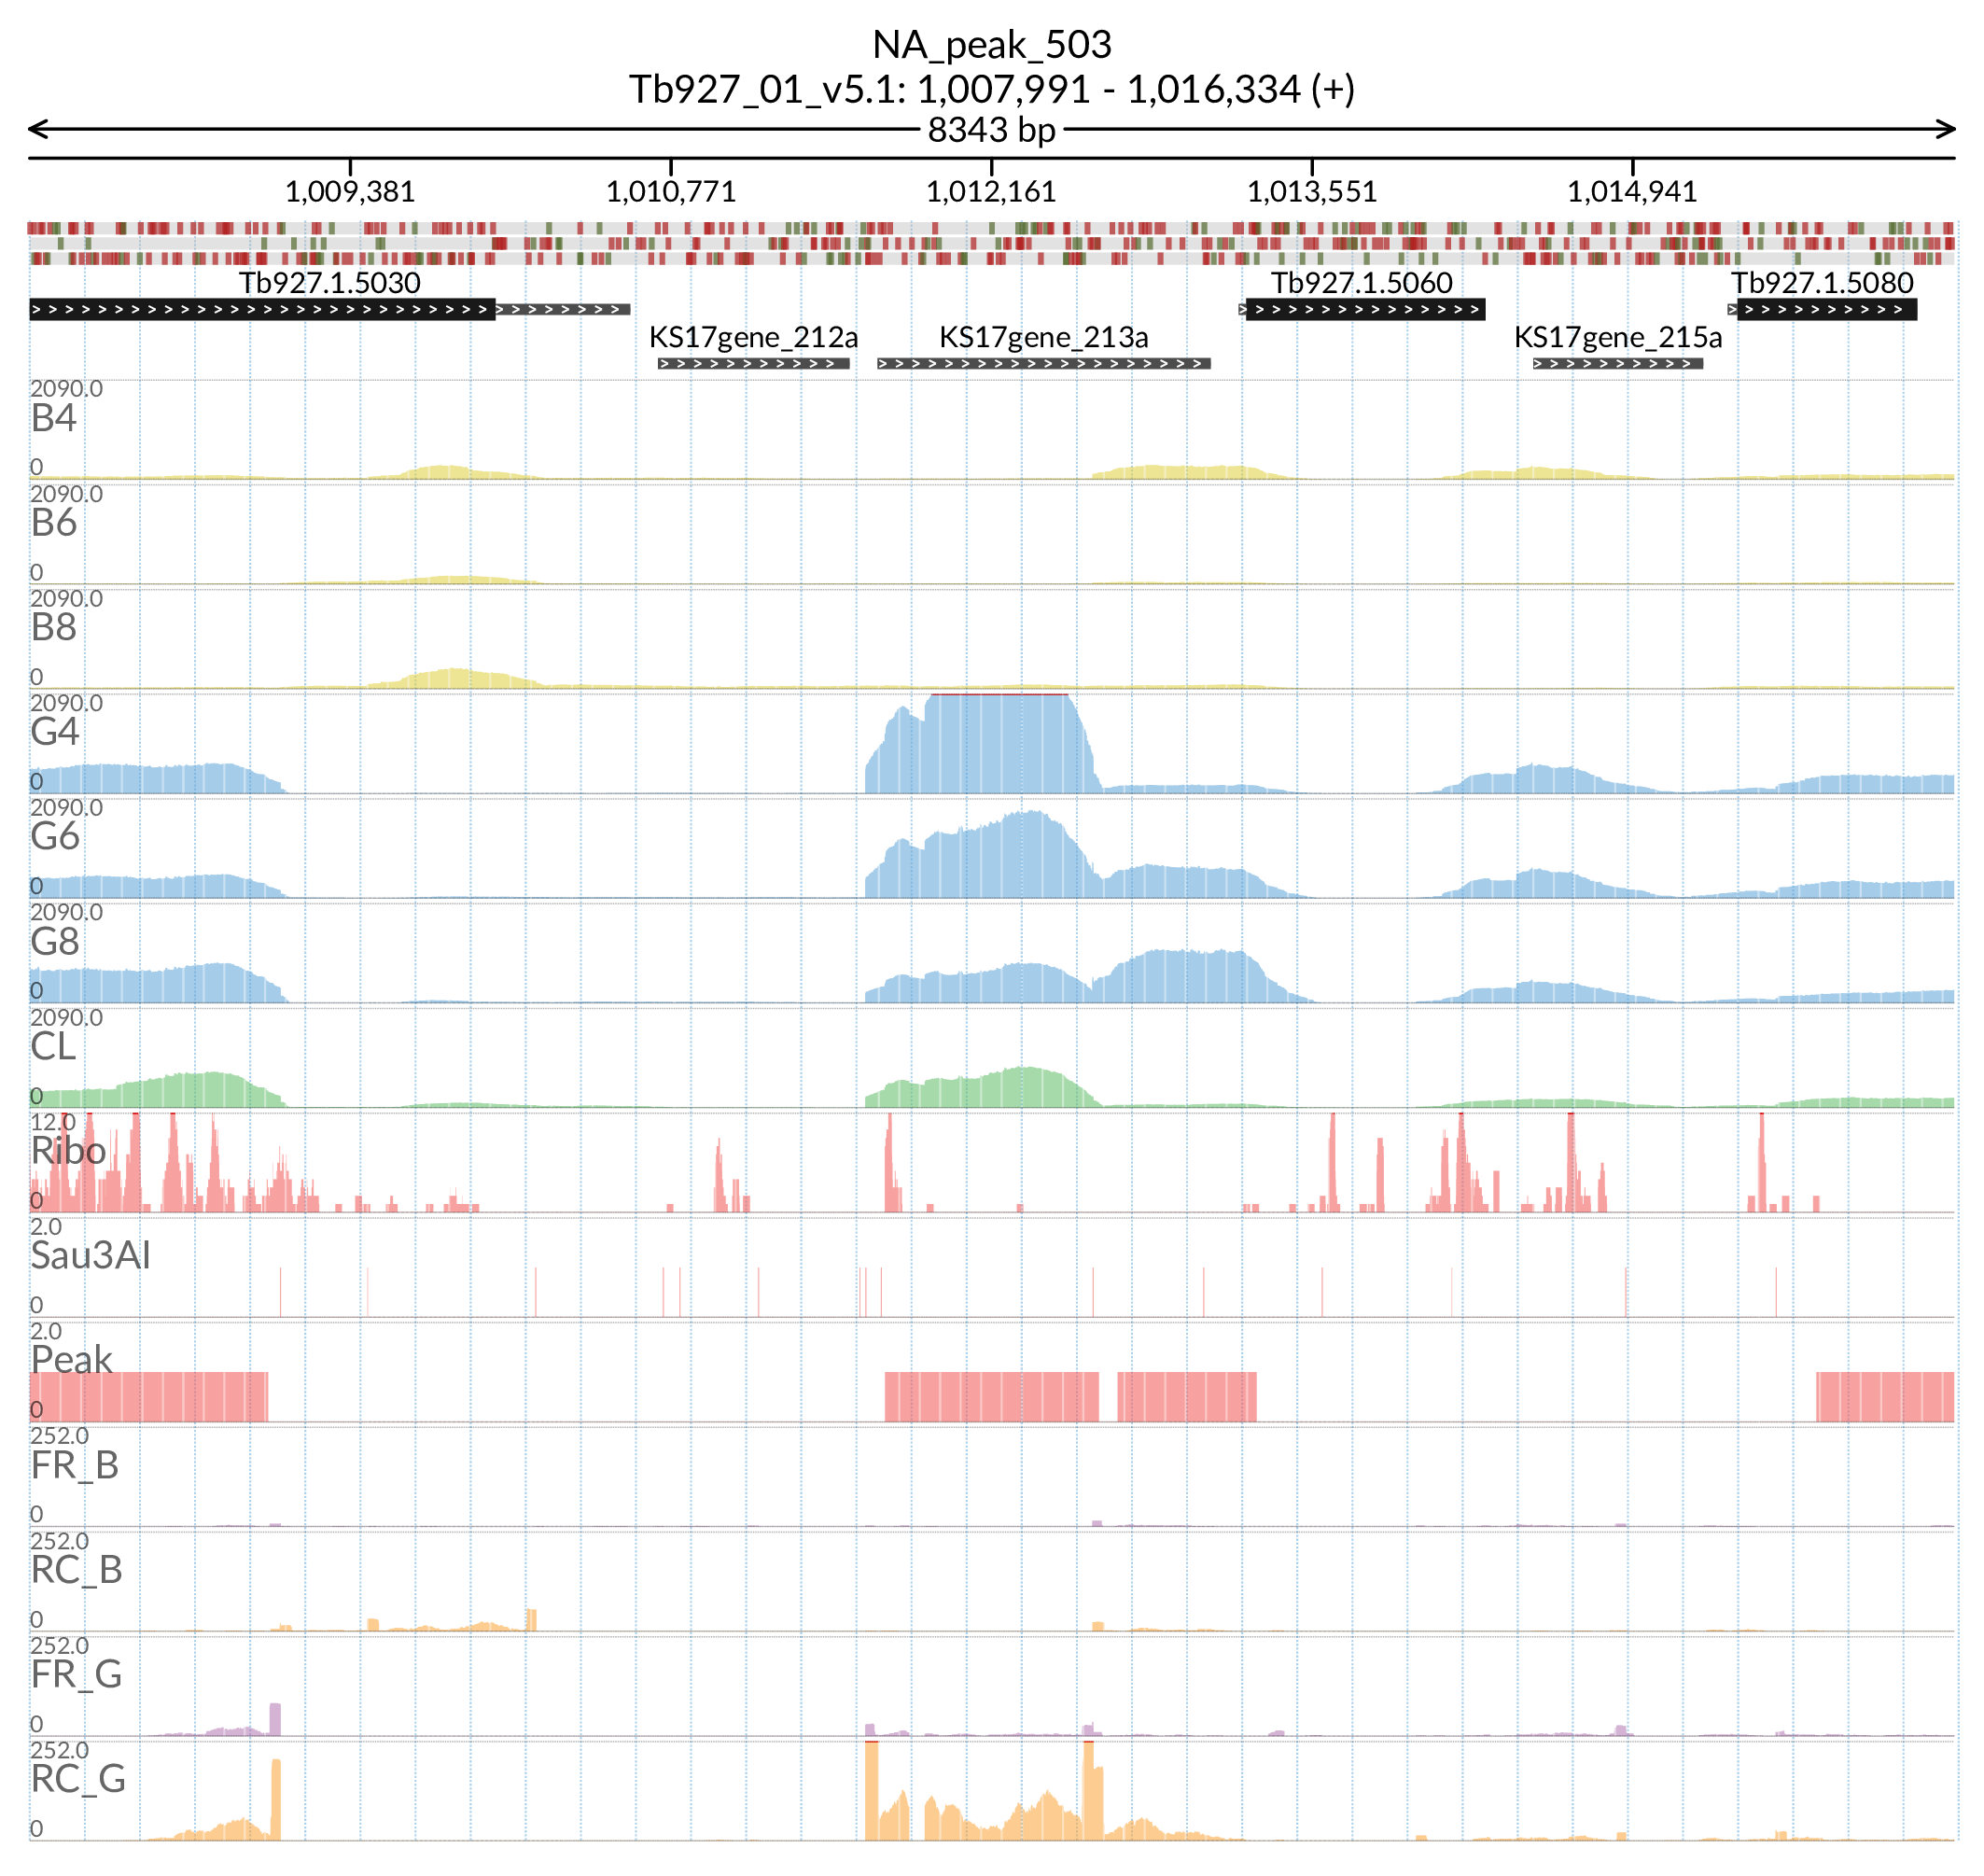 NA_peak_503
Tb927_01_v5.1: 1,007,991 - 1,016,334 (+)
8343 bp
1,009,381 1,010,771 1,012,161 1,013,551 1,014,941
Tb927.1.5030 Tb927.1.5060 Tb927.1.5080
KS17gene_212a KS17gene_213a KS17gene_215a
2090.0
B4
0
2090.0
B6
0
2090.0
B8
0
2090.0
G4
0
2090.0
G6
0
2090.0
G8
0
2090.0
CL
0
12.0
Ribo
0
2.0
Sau3AI
0
2.0
Peak
0
252.0
FR_B
0
252.0
RC_B
0
252.0
FR_G
0
252.0
RC_G
0